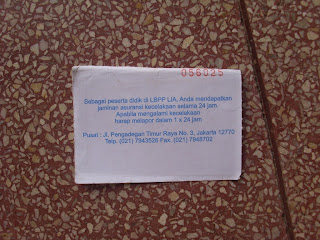 056025
Sebagai peserta didik di LBPP LIA, Anda mendapatkan
jaminan asuransi kecelakaan selama 24 jam
Apabila mengalami kecelakaan
harap melapor dalam 1 x 24 jam
Pusat : Jl. Pengadegan Timur Raya No. 3, Jakarta 12770
Telp. (021) 7943528 Fax. (021) 7948702